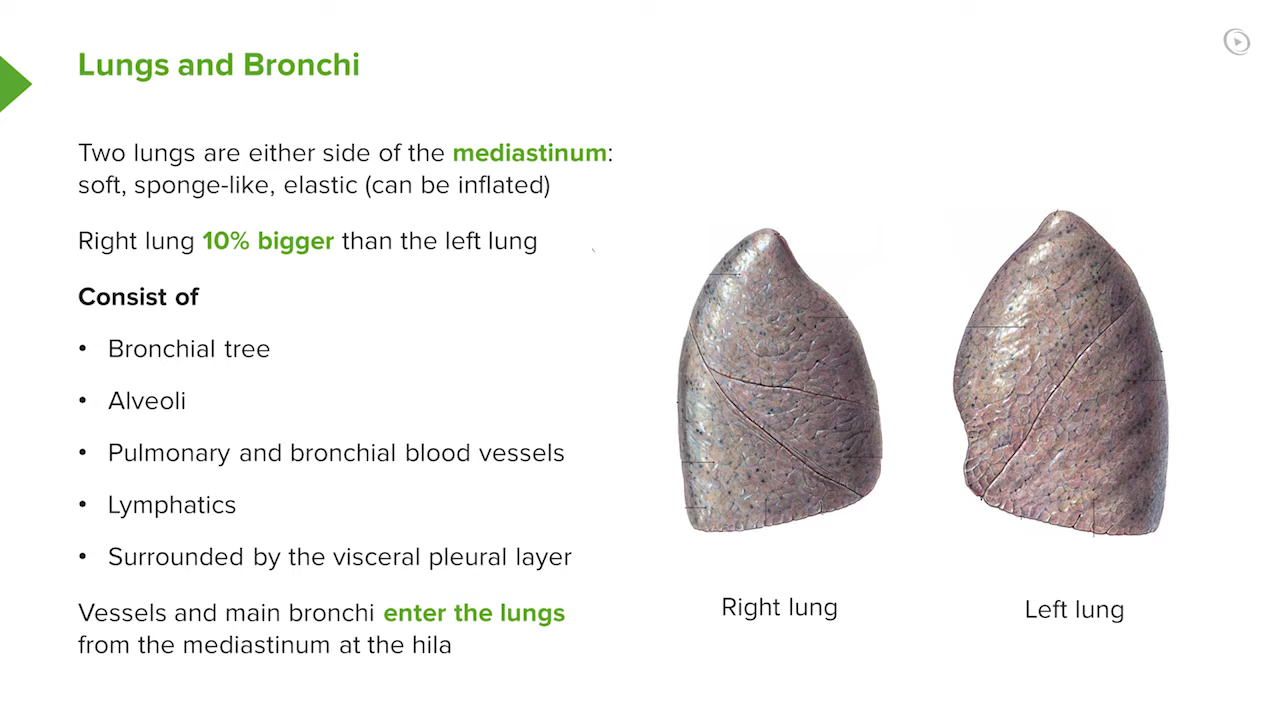 Lungs and Bronchi
Two lungs are either side of the mediastinum:
soft, sponge-like, elastic (can be inflated)
Right lung 10% bigger than the left lung
Consist of
• Bronchial tree
• Alveoli
• Pulmonary and bronchial blood vessels
• Lymphatics
• Surrounded by the visceral pleural layer
Vessels and main bronchi enter the lungs
from the mediastinum at the hila
Right lung
Left lung